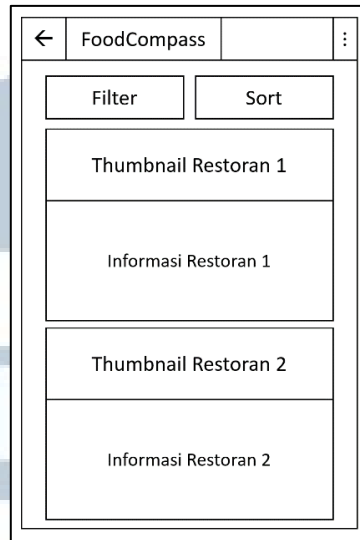 ← FoodCompass ⋮
Filter Sort
Thumbnail Restoran 1
Informasi Restoran 1
Thumbnail Restoran 2
Informasi Restoran 2